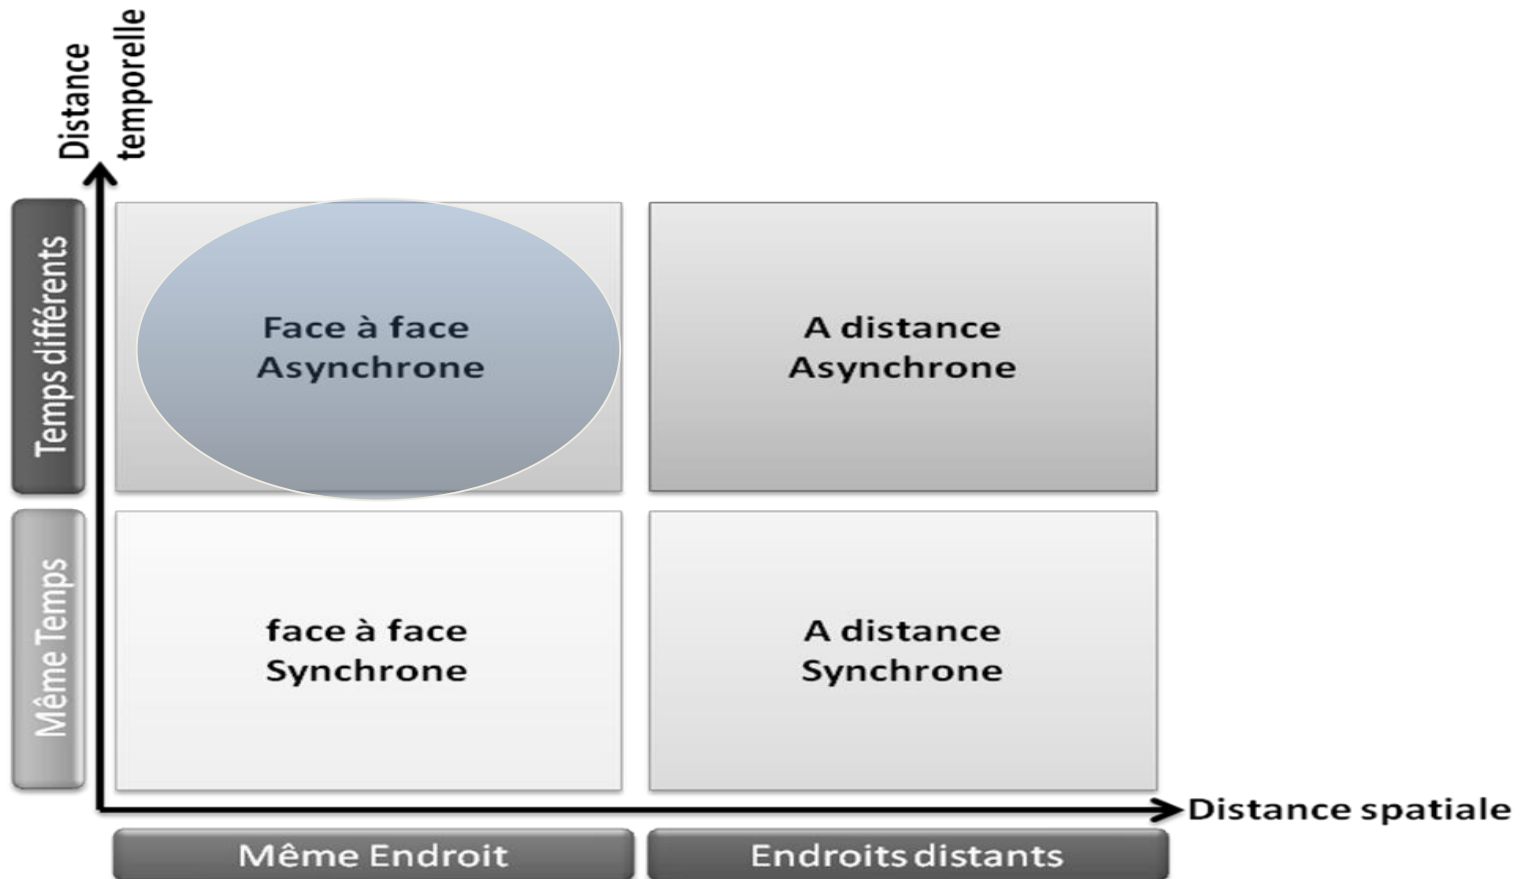 Distance
temporelle
Temps différents
Face à face
Asynchrone
A distance
Asynchrone
Même Temps
face à face
Synchrone
A distance
Synchrone
Distance spatiale
Même Endroit
Endroits distants